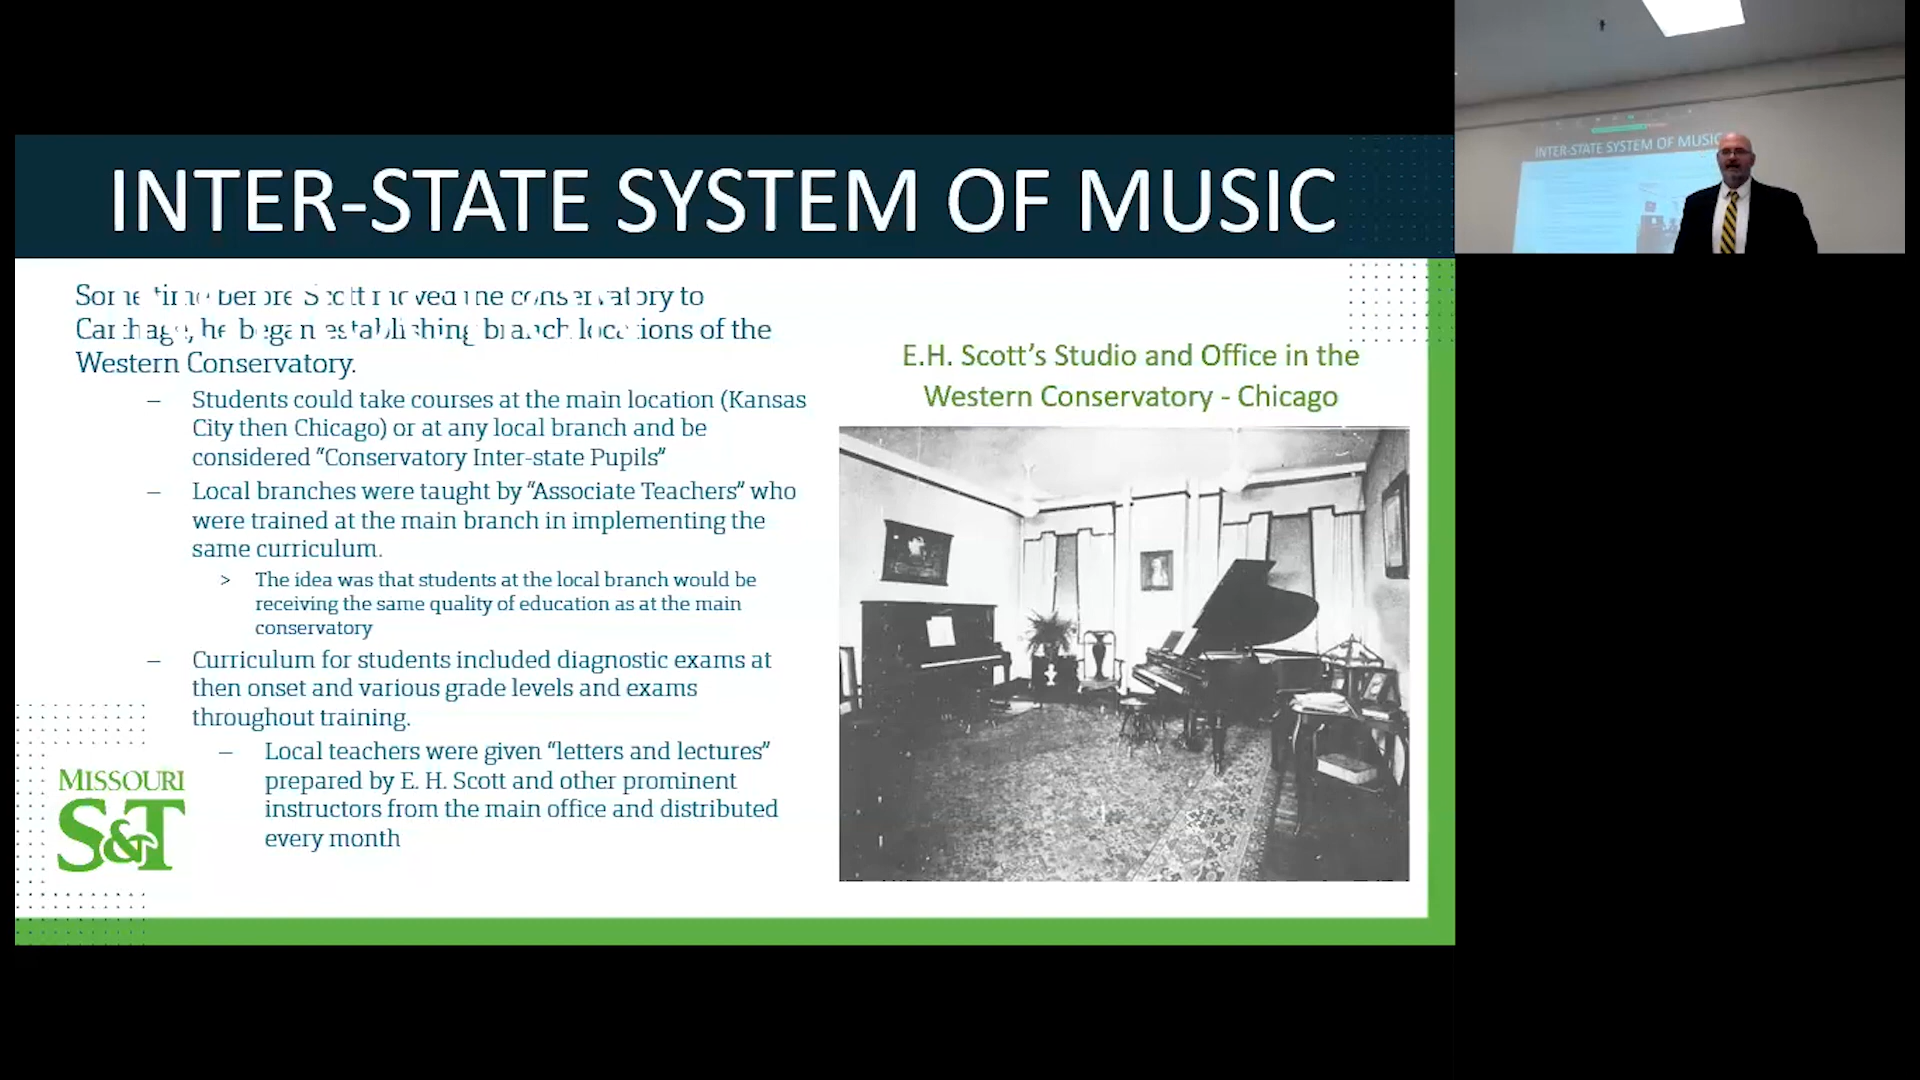 INTER-STATE SYSTEM OF MUSIC
INTER-STATE SYSTEM OF MUSIC
Sometime before Scott moved the conservatory to
Carthage, he began establishing branch locations of the
Western Conservatory.
– Students could take courses at the main location (Kansas
City then Chicago) or at any local branch and be
considered “Conservatory Inter-state Pupils”
– Local branches were taught by “Associate Teachers” who
were trained at the main branch in implementing the
same curriculum.
> The idea was that students at the local branch would be
receiving the same quality of education as at the main
conservatory
– Curriculum for students included diagnostic exams at
then onset and various grade levels and exams
throughout training.
– Local teachers were given “letters and lectures”
prepared by E. H. Scott and other prominent
instructors from the main office and distributed
every month
E.H. Scott’s Studio and Office in the
Western Conservatory - Chicago
MISSOURI
S&T